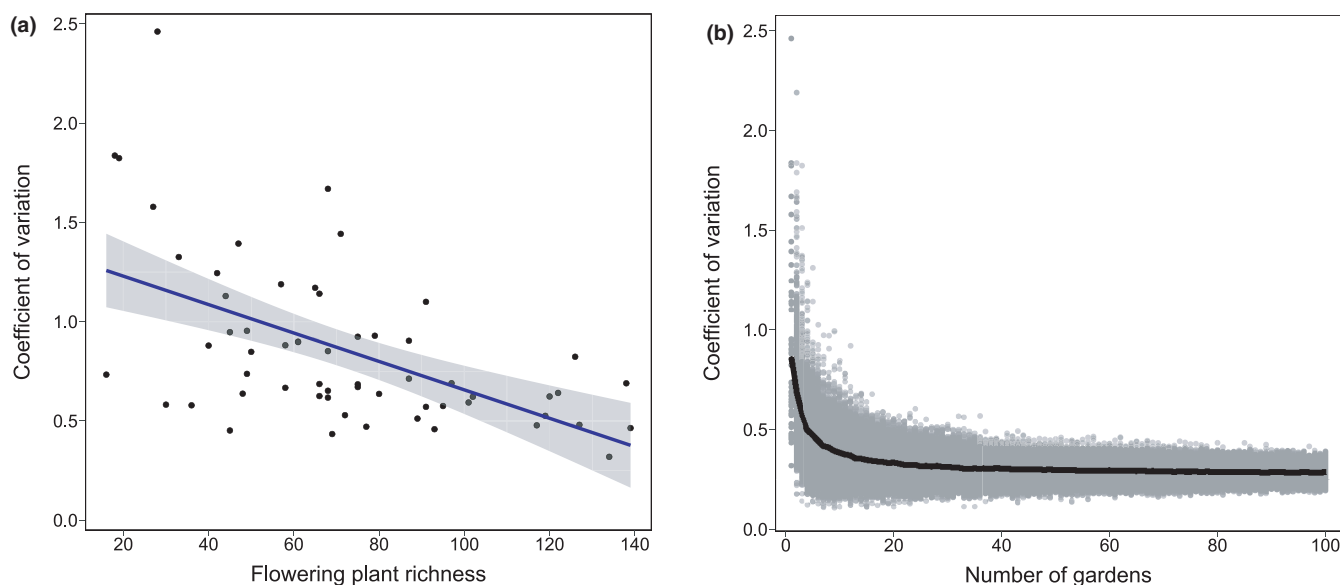 (a)
2.5
2.0
1.5
1.0
0.5
0.0
Coefficient of variation
20 40 60 80 100 120 140
Flowering plant richness
(b)
2.5
2.0
1.5
1.0
0.5
0.0
Coefficient of variation
0 20 40 60 80 100
Number of gardens